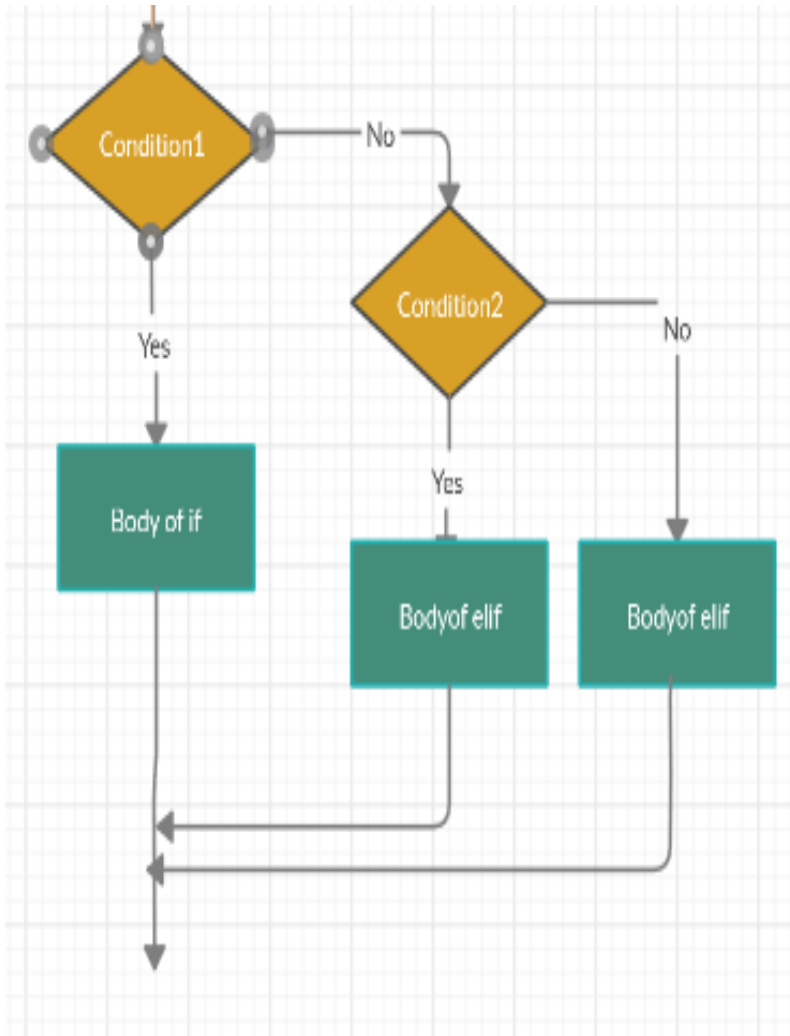 Condition1
No
Condition2
No
Yes
Yes
Body of if
Bodyof elif
Bodyof elif